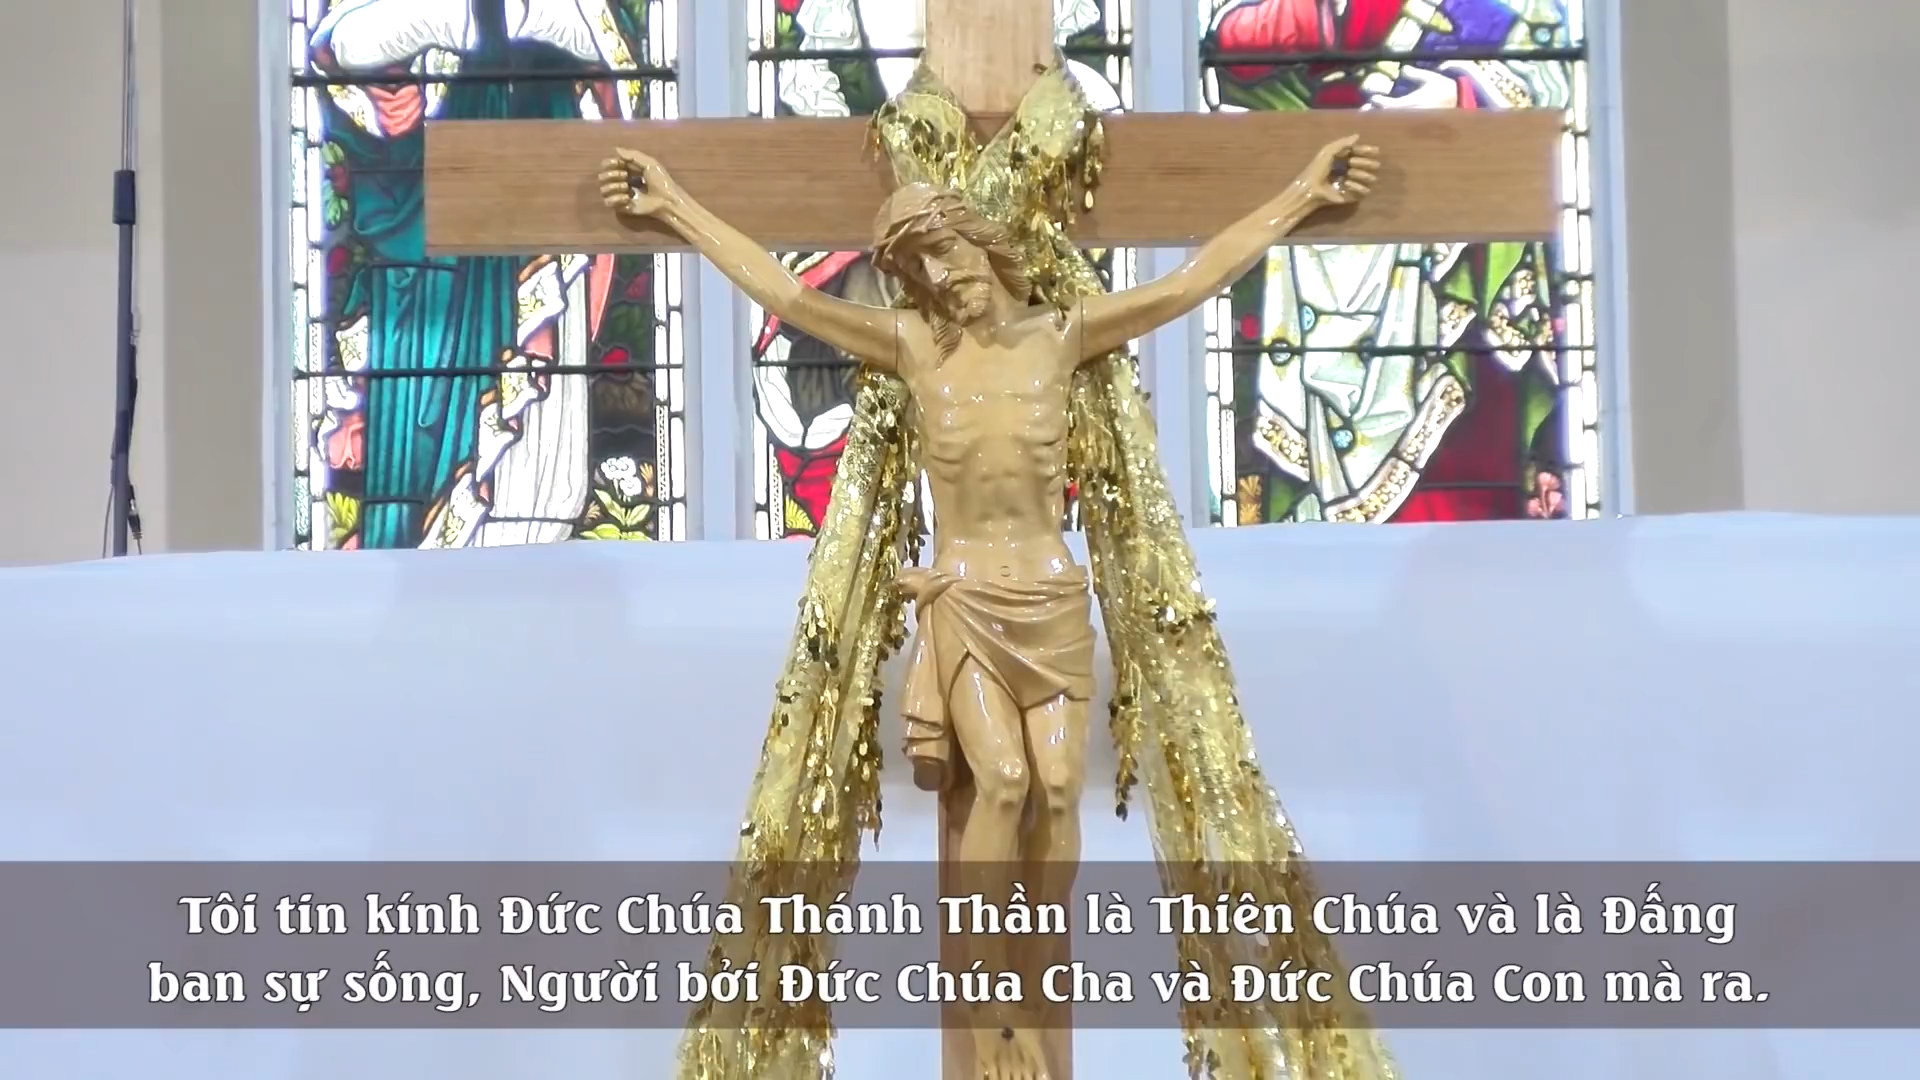 Tôi tin kính Đức Chúa Thánh Thần là Thiên Chúa và là Đấng
ban sự sống, Người bởi Đức Chúa Cha và Đức Chúa Con mà ra.